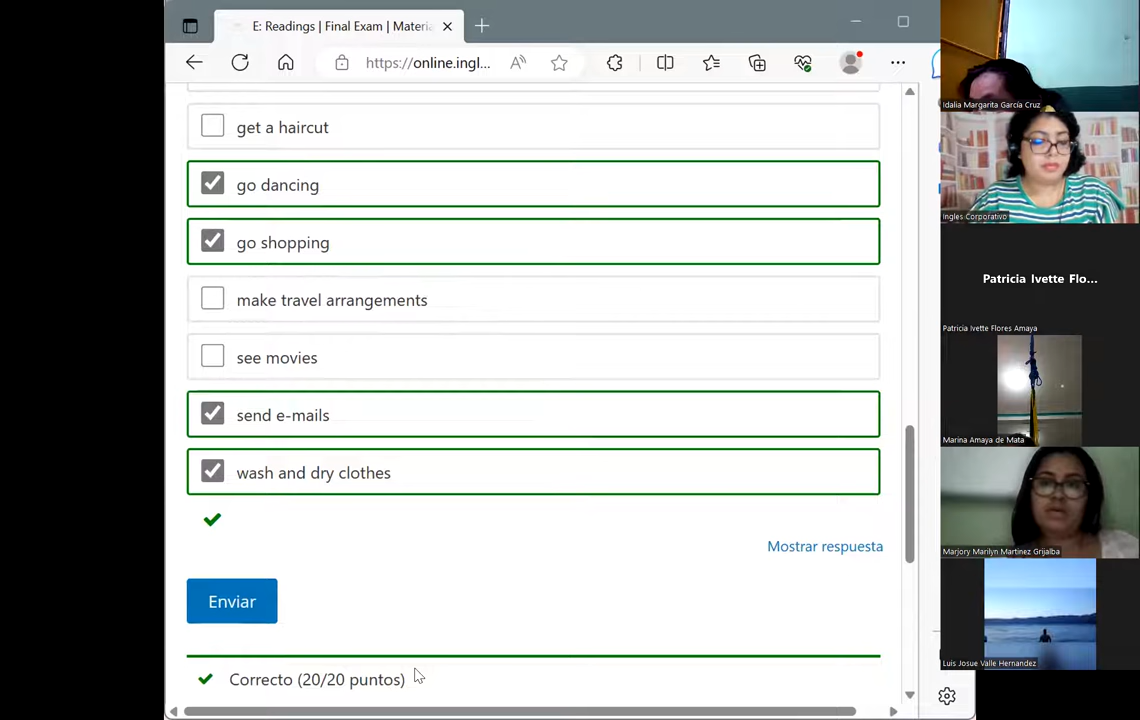 E: Readings | Final Exam | Materia
https://online.ingl...
get a haircut
go dancing
go shopping
make travel arrangements
see movies
send e-mails
wash and dry clothes
Mostrar respuesta
Enviar
Correcto (20/20 puntos)
Idalia Margarita García Cruz
Ingles Corporativo
Patricia Ivette Flo...
Patricia Ivette Flores Amaya
Marina Amaya de Mata
Marjory Marilyn Martinez Grijalba
Luis Josue Valle Hernandez